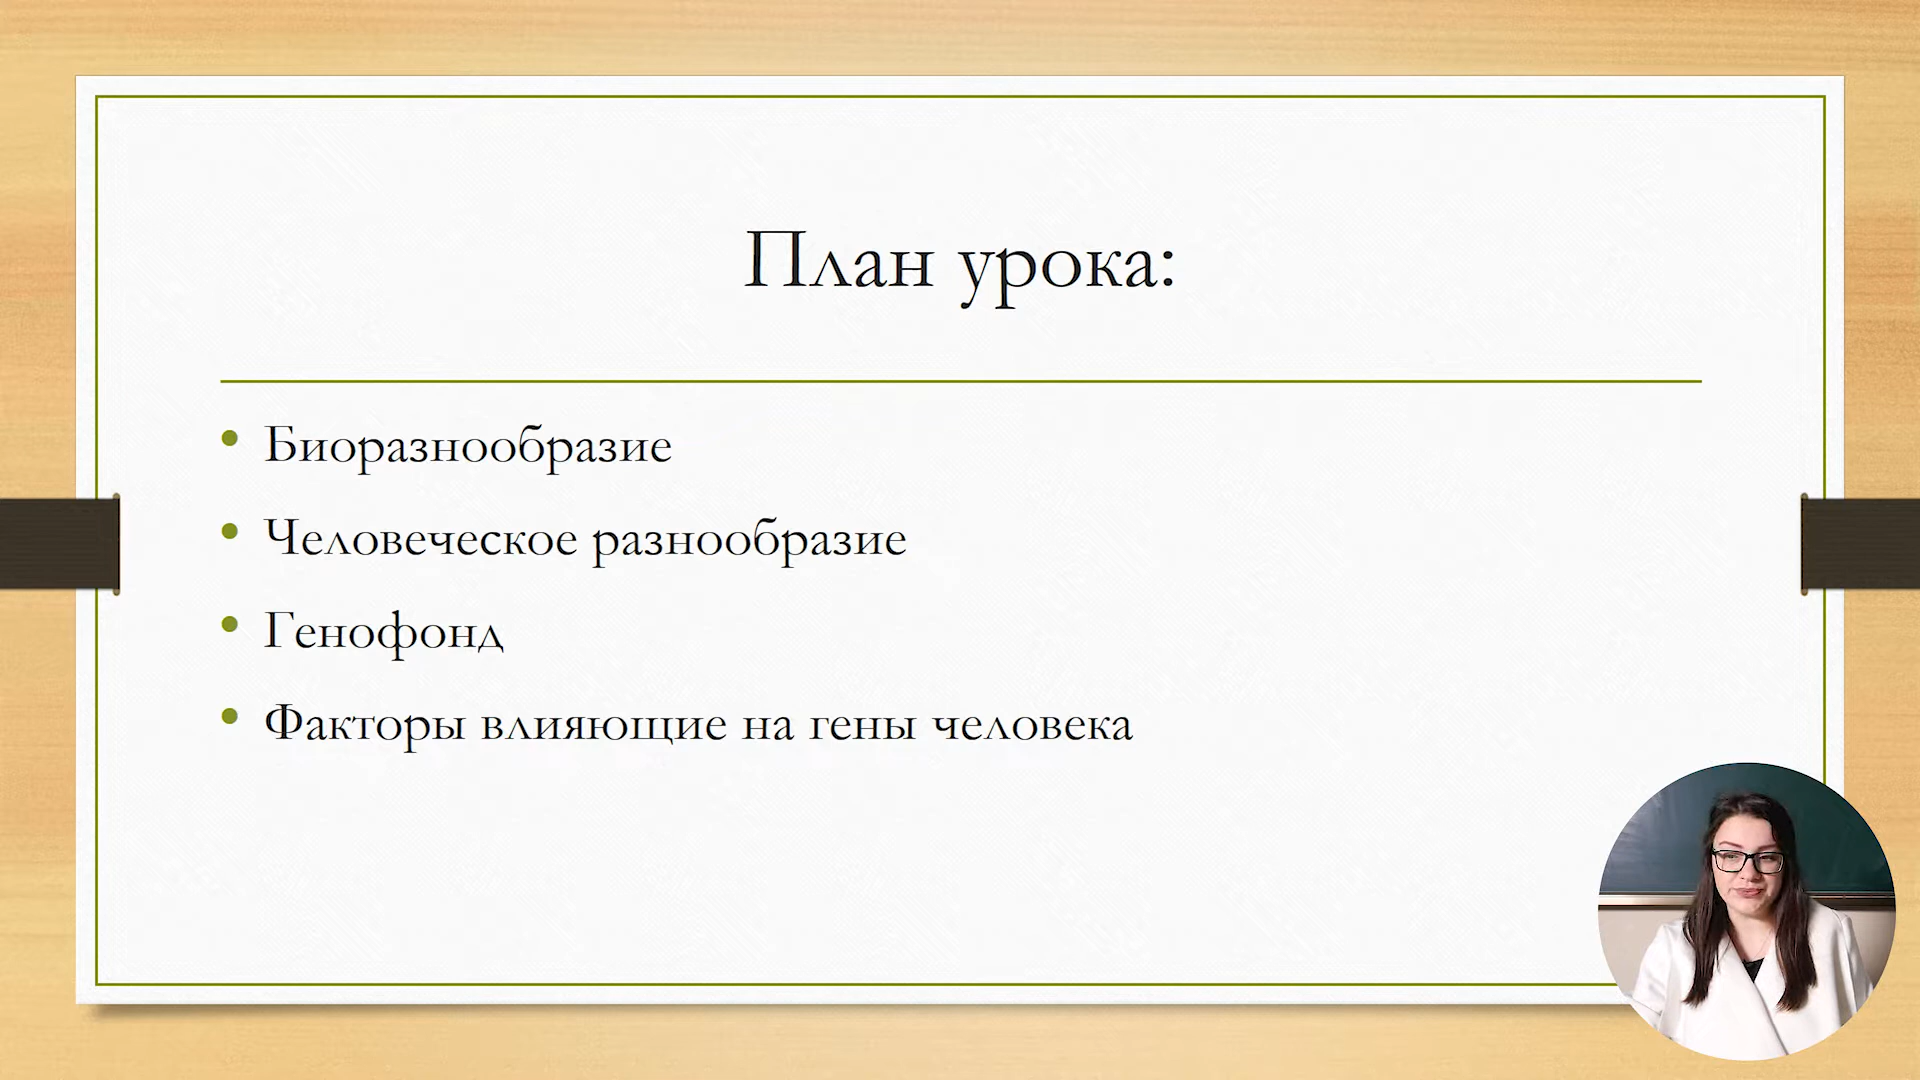 План урока:
Биоразнообразие
Человеческое разнообразие
Генофонд
Факторы влияющие на гены человека